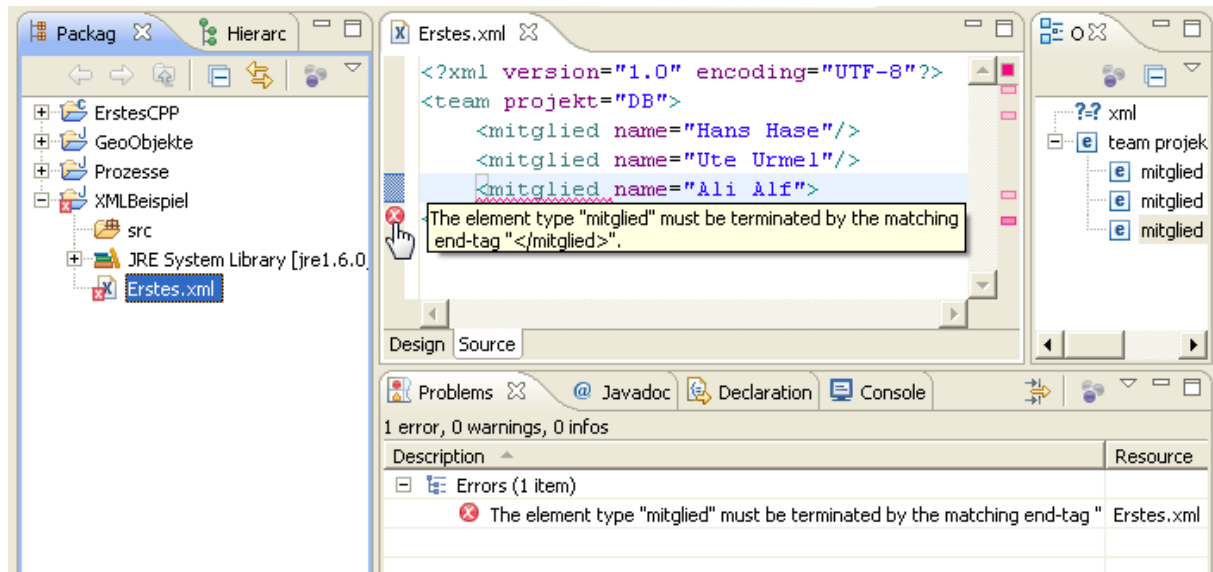 Packag
Hierarc
ErstesCPP
GeoObjekte
Prozesse
XMLBeispiel
src
JRE System Library [jre1.6.0_
Erstes.xml
Erstes.xml
<?xml version="1.0" encoding="UTF-8"?>
<team projekt="DB">
<mitglied name="Hans Hase"/>
<mitglied name="Ute Urmel"/>
<mitglied name="Ali Alf">
<
The element type "mitglied" must be terminated by the matching
end-tag "</mitglied>".
Design Source
O
?=? xml
e team projek
e mitglied
e mitglied
e mitglied
Problems @ Javadoc Declaration Console
1 error, 0 warnings, 0 infos
Description Resource
Errors (1 item)
The element type "mitglied" must be terminated by the matching end-tag " Erstes.xml